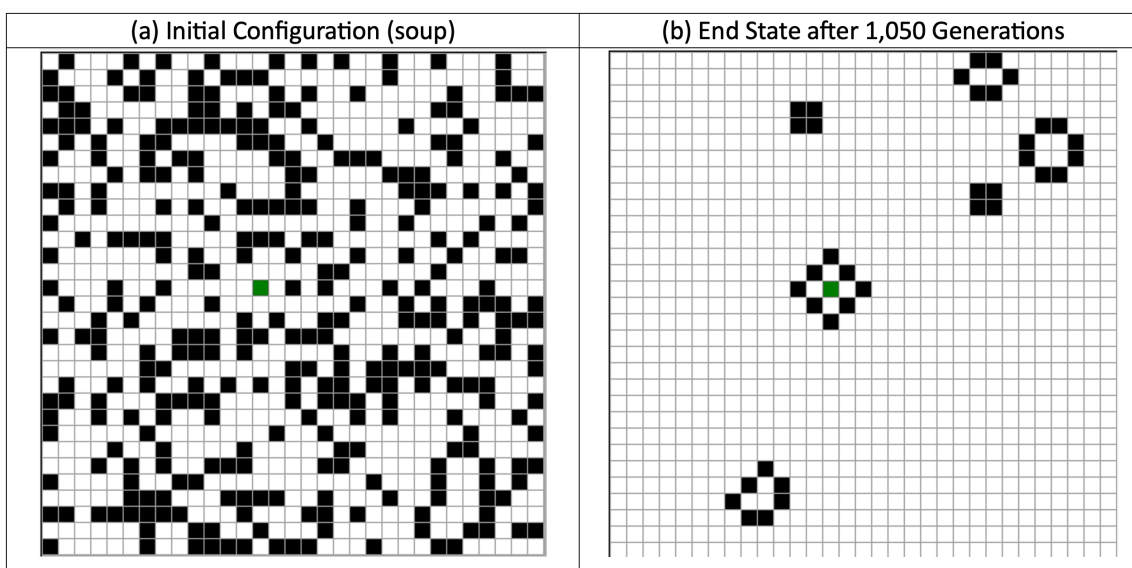 (a) Initial Configuration (soup)
(b) End State after 1,050 Generations